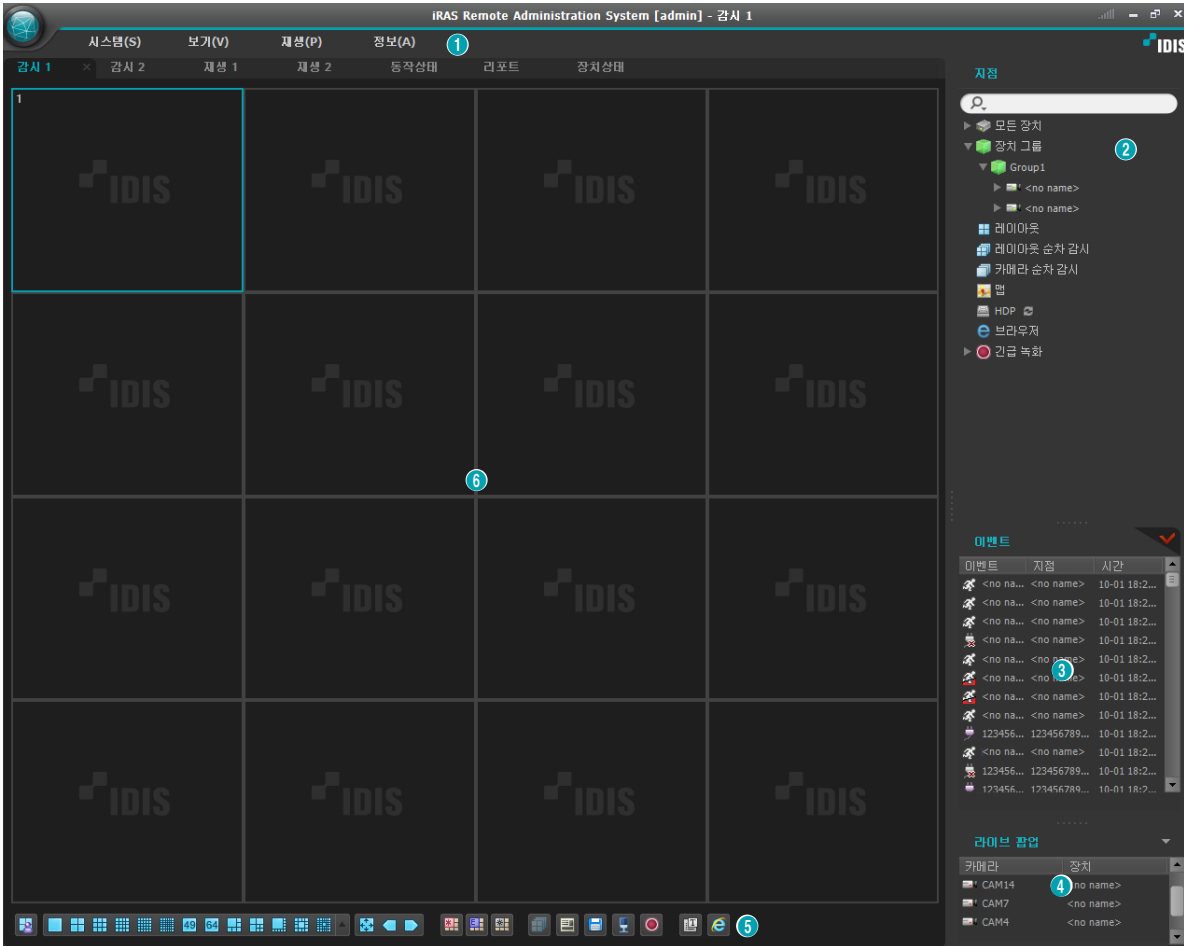 iRAS Remote Administration System [admin] - 감시 1
시스템(S) 보기(V) 재생(P) 정보(A) 1
IDIS
감시 1 × 감시 2 재생 1 재생 2 동작상태 리포트 장치상태
지점
모든 장치
장치 그룹 2
Group1
<no name>
<no name>
레이아웃
레이아웃 순차 감시
카메라 순차 감시
맵
HDP
브라우저
긴급 녹화
1
IDIS IDIS IDIS IDIS
IDIS IDIS IDIS IDIS
6
IDIS IDIS IDIS IDIS
IDIS IDIS IDIS IDIS
이벤트
이벤트 지점 시간
<no na... <no name> 10-01 18:2...
<no na... <no name> 10-01 18:2...
<no na... <no name> 10-01 18:2...
<no na... <no name> 10-01 18:2...
<no na... <no name> 10-01 18:2...
3
<no na... <no name> 10-01 18:2...
<no na... <no name> 10-01 18:2...
<no na... <no name> 10-01 18:2...
123456... 123456789... 10-01 18:2...
<no na... <no name> 10-01 18:2...
123456... 123456789... 10-01 18:2...
123456... 123456789... 10-01 18:2...
라이브 팝업
카메라 장치
CAM14 4 no name>
CAM7 <no name>
CAM4 <no name>
49 64 5